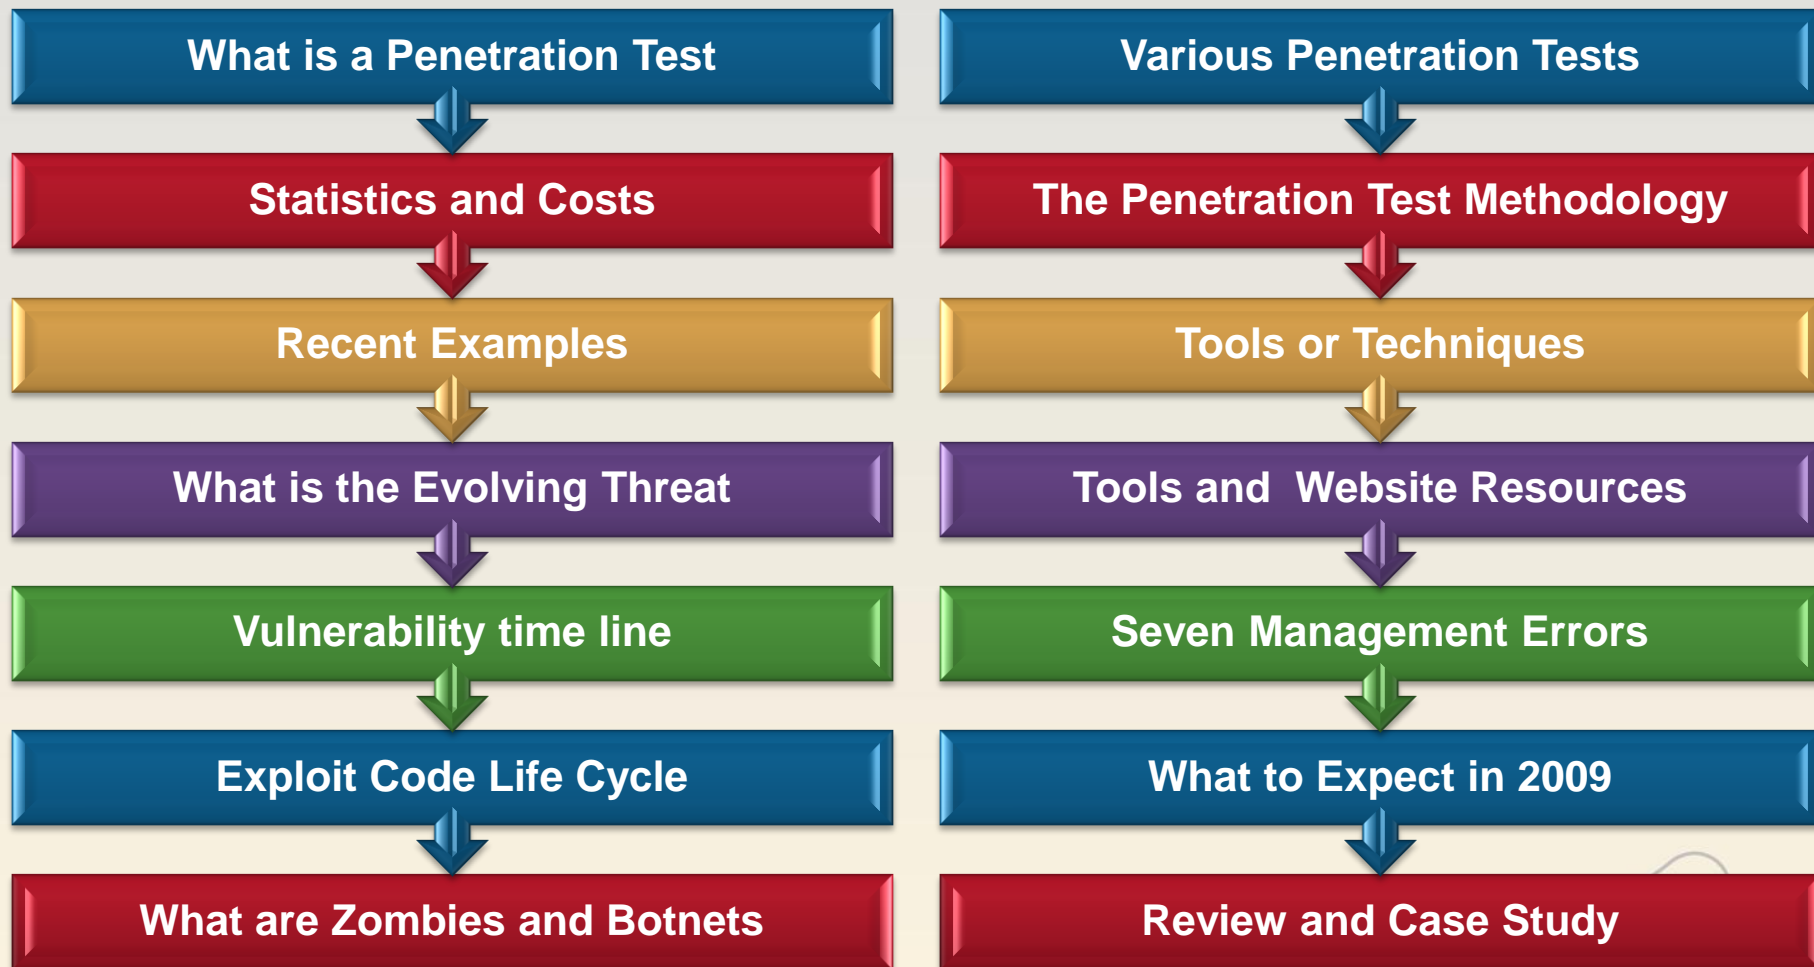 What is a Penetration Test
Statistics and Costs
Recent Examples
What is the Evolving Threat
Vulnerability time line
Exploit Code Life Cycle
What are Zombies and Botnets
Various Penetration Tests
The Penetration Test Methodology
Tools or Techniques
Tools and  Website Resources
Seven Management Errors
What to Expect in 2009
Review and Case Study